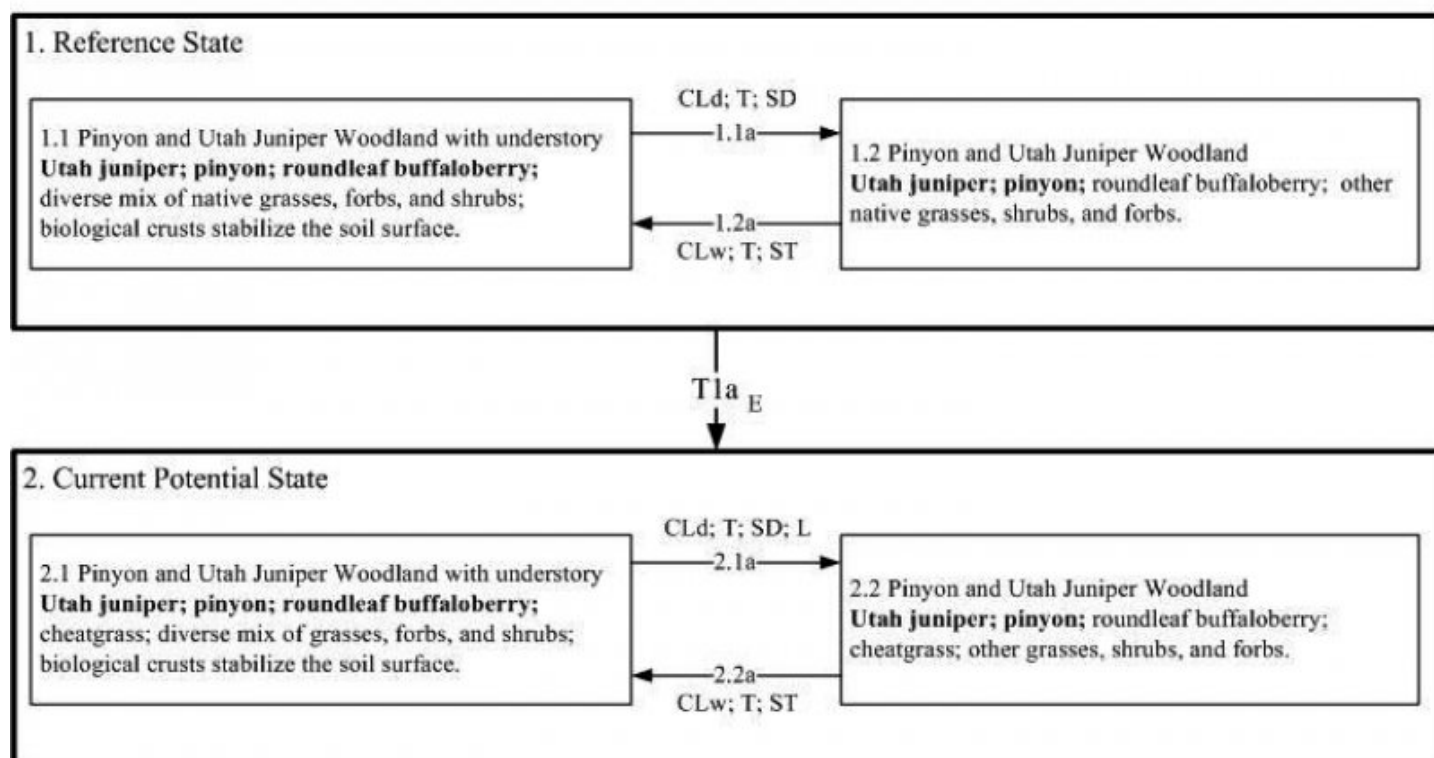 1. Reference State
CLd; T; SD
1.1a
1.1 Pinyon and Utah Juniper Woodland with understory
Utah juniper; pinyon; roundleaf buffaloberry;
diverse mix of native grasses, forbs, and shrubs;
biological crusts stabilize the soil surface.
1.2 Pinyon and Utah Juniper Woodland
Utah juniper; pinyon; roundleaf buffaloberry; other
native grasses, shrubs, and forbs.
1.2a
CLw; T; ST
T1a E
2. Current Potential State
CLd; T; SD; L
2.1a
2.1 Pinyon and Utah Juniper Woodland with understory
Utah juniper; pinyon; roundleaf buffaloberry;
cheatgrass; diverse mix of grasses, forbs, and shrubs;
biological crusts stabilize the soil surface.
2.2 Pinyon and Utah Juniper Woodland
Utah juniper; pinyon; roundleaf buffaloberry;
cheatgrass; other grasses, shrubs, and forbs.
2.2a
CLw; T; ST